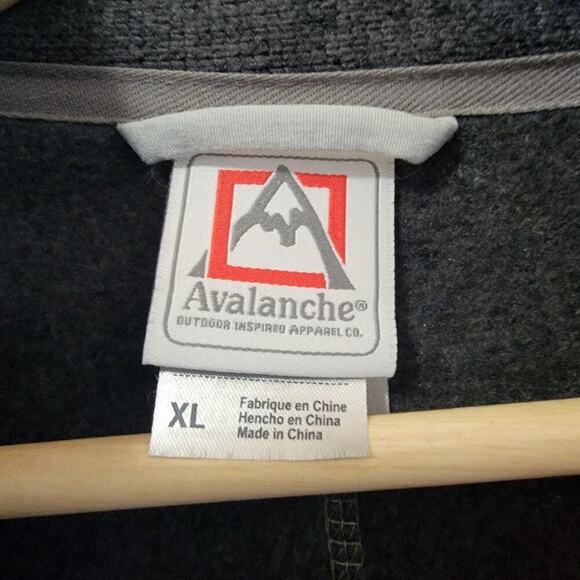 Avalanche®
OUTDOOR INSPIRED APPAREL CO.
XL
Fabrique en Chine
Hencho en China
Made in China